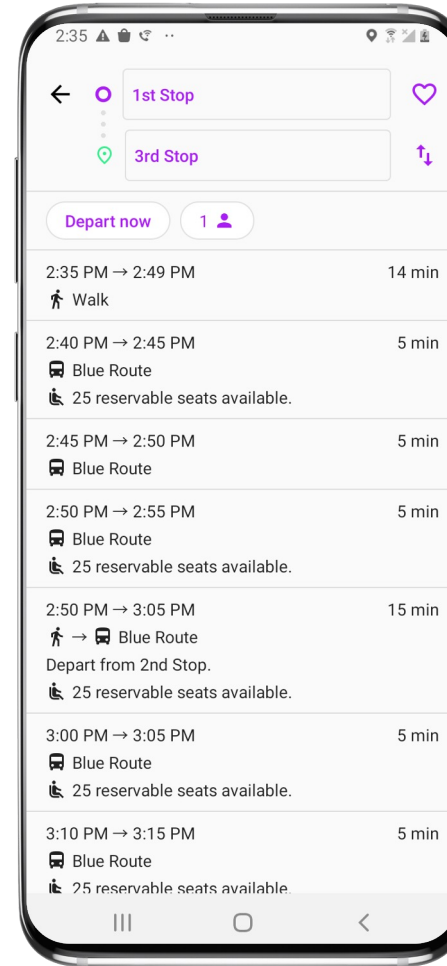 2:35
1st Stop
3rd Stop
Depart now
1
2:35 PM → 2:49 PM 14 min
Walk
2:40 PM → 2:45 PM 5 min
Blue Route
25 reservable seats available.
2:45 PM → 2:50 PM 5 min
Blue Route
2:50 PM → 2:55 PM 5 min
Blue Route
25 reservable seats available.
2:50 PM → 3:05 PM 15 min
→ Blue Route
Depart from 2nd Stop.
25 reservable seats available.
3:00 PM → 3:05 PM 5 min
Blue Route
25 reservable seats available.
3:10 PM → 3:15 PM 5 min
Blue Route
25 reservable seats available.